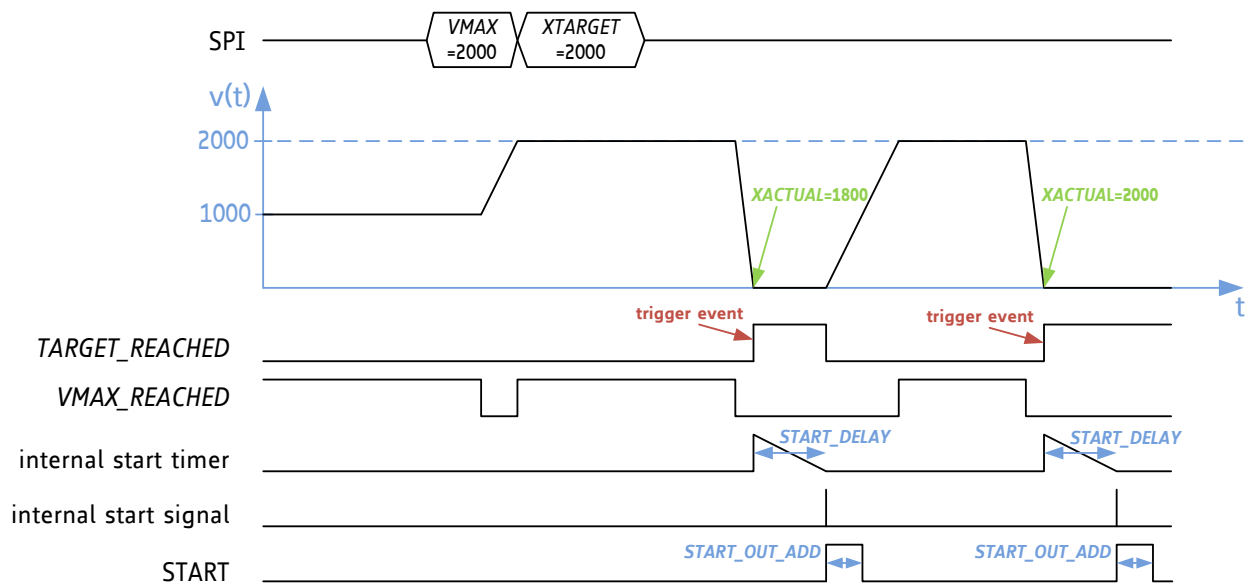 SPI
VMAX
=2000
XTARGET
=2000
v(t)
2000
1000
XACTUAL=1800
XACTUAL=2000
t
trigger event
trigger event
TARGET_REACHED
VMAX_REACHED
START_DELAY
START_DELAY
internal start timer
internal start signal
START_OUT_ADD
START_OUT_ADD
START